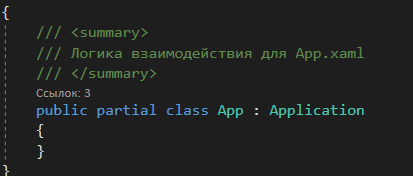 {
/// <summary>
/// Логика взаимодействия для App.xaml
/// </summary>
Ссылок: 3
public partial class App : Application
{
}
}